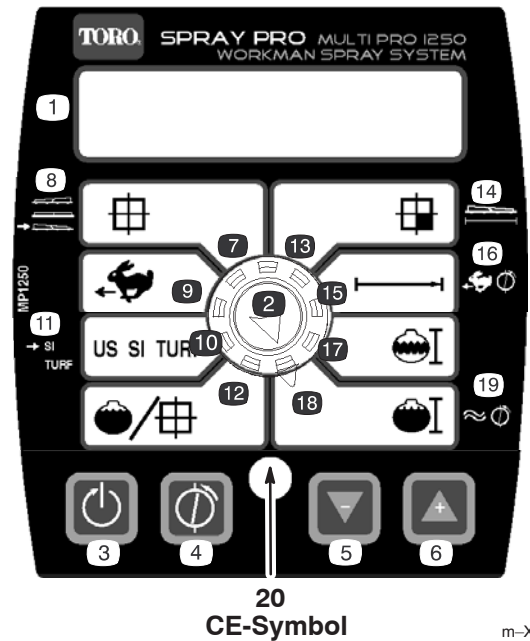 TORO. SPRAY PRO MULTI PRO 1250
WORKMAN SPRAY SYSTEM
1
8
14
7
13
16
MP1250
9
2
15
11
→ SI
TURF
US SI TUR
10
17
12
18
19
3
4
5
6
20
CE-Symbol